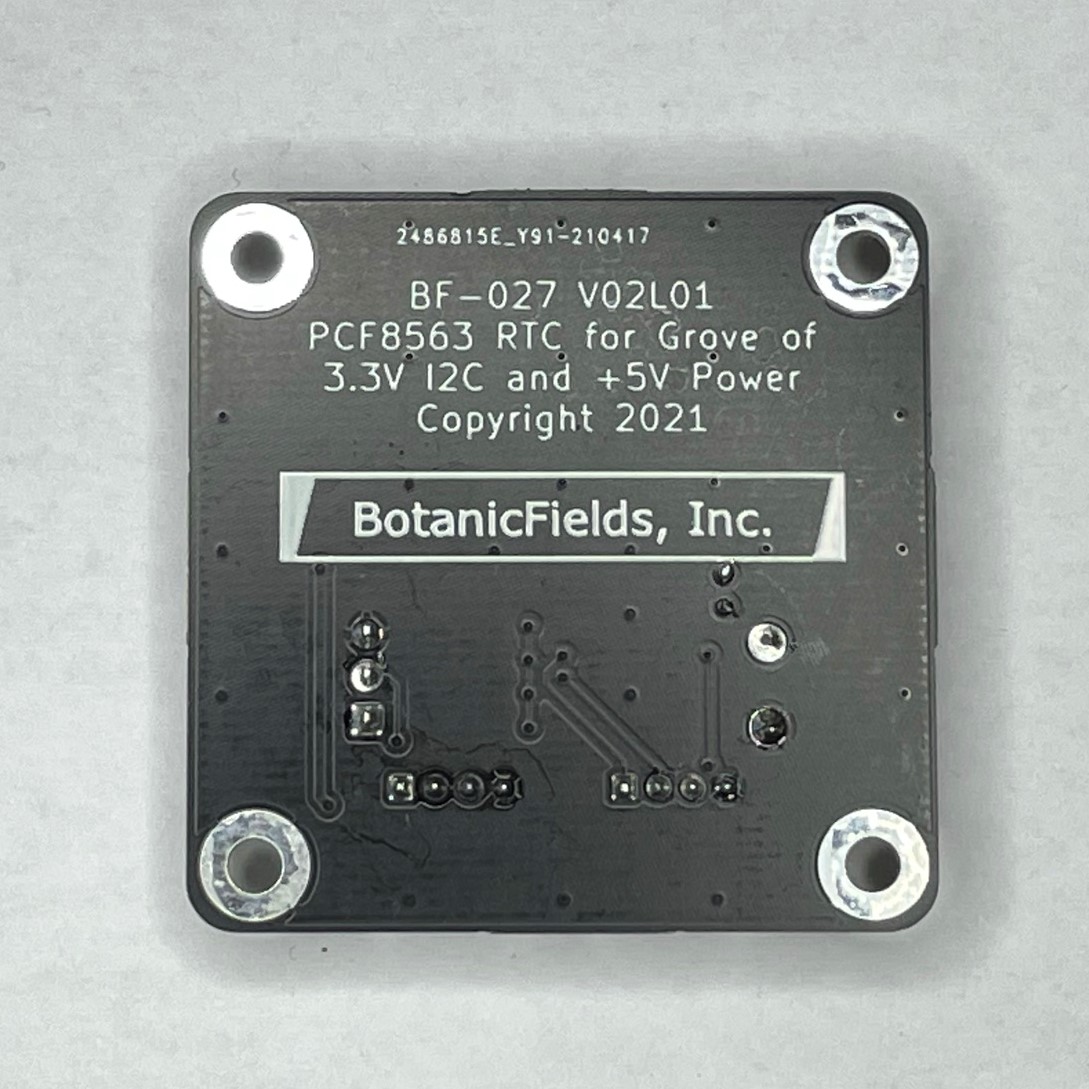 2486815E_Y91-210417
BF-027 V02L01
PCF8563 RTC for Grove of
3.3V I2C and +5V Power
Copyright 2021
BotanicFields, Inc.